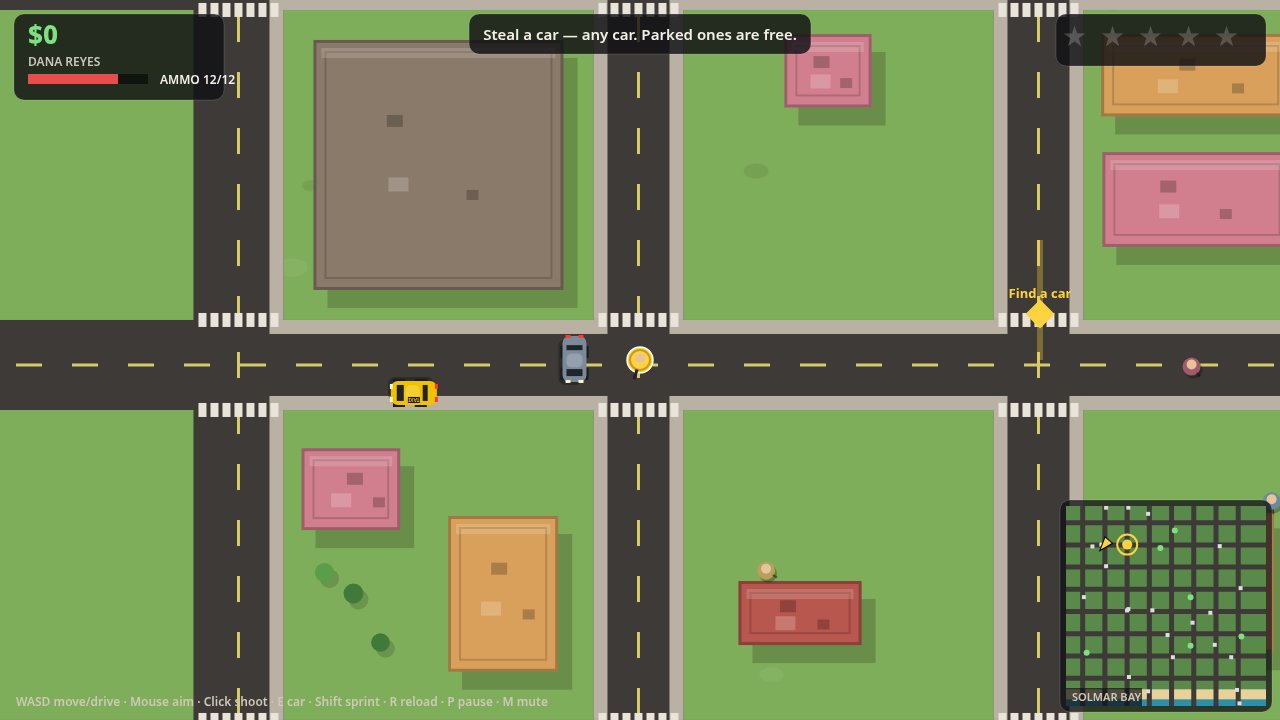 $0
DANA REYES
AMMO 12/12
Steal a car — any car. Parked ones are free.
Find a car
SOLMAR BAY
WASD move/drive · Mouse aim · Click shoot · E car · Shift sprint · R reload · P pause · M mute